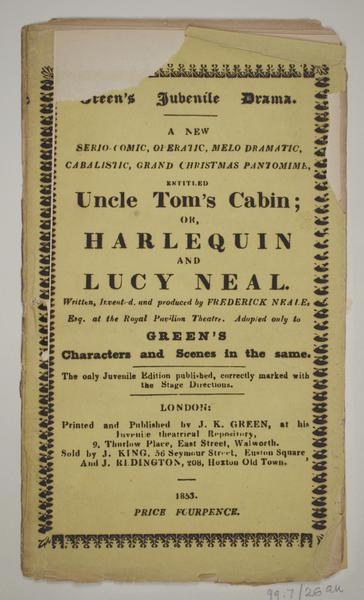 Green's Juvenile Drama.
A NEW
SERIO-COMIC, OPERATIC, MELO DRAMATIC,
CABALISTIC, GRAND CHRISTMAS PANTOMIME,
ENTITLED
Uncle Tom's Cabin;
OR,
HARLEQUIN
AND
LUCY NEAL.
Written, Invented, and produced by FREDERICK NEALE,
Esq. at the Royal Pavilion Theatre. Adapted only to
GREEN'S
Characters and Scenes in the same.
The only Juvenile Edition published, correctly marked with
the Stage Directions.
LONDON:
Printed and Published by J. K. GREEN, at his
Juvenile theatrical Repository,
9, Thurlow Place, East Street, Walworth.
Sold by J. KING, 56 Seymour Street, Euston Square,
And J. REDINGTON, 208, Hoxton Old Town.
1853.
PRICE FOURPENCE.
99.7/26au